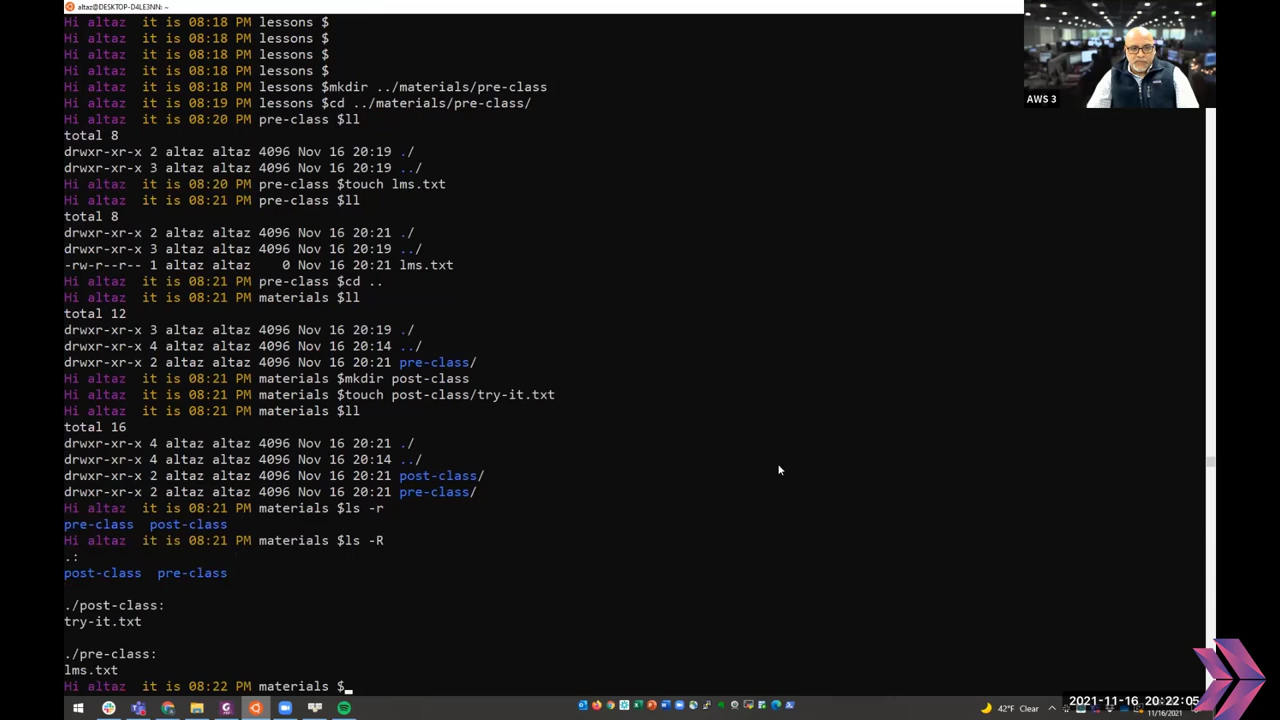 altaz@DESKTOP-D4LE3NN: ~
Hi altaz it is 08:18 PM lessons $
Hi altaz it is 08:18 PM lessons $
Hi altaz it is 08:18 PM lessons $
Hi altaz it is 08:18 PM lessons $
Hi altaz it is 08:18 PM lessons $mkdir ../materials/pre-class
Hi altaz it is 08:19 PM lessons $cd ../materials/pre-class/
Hi altaz it is 08:20 PM pre-class $ll
total 8
drwxr-xr-x 2 altaz altaz 4096 Nov 16 20:19 ./
drwxr-xr-x 3 altaz altaz 4096 Nov 16 20:19 ../
Hi altaz it is 08:20 PM pre-class $touch lms.txt
Hi altaz it is 08:21 PM pre-class $ll
total 8
drwxr-xr-x 2 altaz altaz 4096 Nov 16 20:21 ./
drwxr-xr-x 3 altaz altaz 4096 Nov 16 20:19 ../
-rw-r--r-- 1 altaz altaz 0 Nov 16 20:21 lms.txt
Hi altaz it is 08:21 PM pre-class $cd ..
Hi altaz it is 08:21 PM materials $ll
total 12
drwxr-xr-x 3 altaz altaz 4096 Nov 16 20:19 ./
drwxr-xr-x 4 altaz altaz 4096 Nov 16 20:14 ../
drwxr-xr-x 2 altaz altaz 4096 Nov 16 20:21 pre-class/
Hi altaz it is 08:21 PM materials $mkdir post-class
Hi altaz it is 08:21 PM materials $touch post-class/try-it.txt
Hi altaz it is 08:21 PM materials $ll
total 16
drwxr-xr-x 4 altaz altaz 4096 Nov 16 20:21 ./
drwxr-xr-x 4 altaz altaz 4096 Nov 16 20:14 ../
drwxr-xr-x 2 altaz altaz 4096 Nov 16 20:21 post-class/
drwxr-xr-x 2 altaz altaz 4096 Nov 16 20:21 pre-class/
Hi altaz it is 08:21 PM materials $ls -r
pre-class post-class
Hi altaz it is 08:21 PM materials $ls -R
.:
post-class pre-class
./post-class:
try-it.txt
./pre-class:
lms.txt
Hi altaz it is 08:22 PM materials $
AWS 3
42°F Clear
2021-11-16 20:22:05
11/16/2021